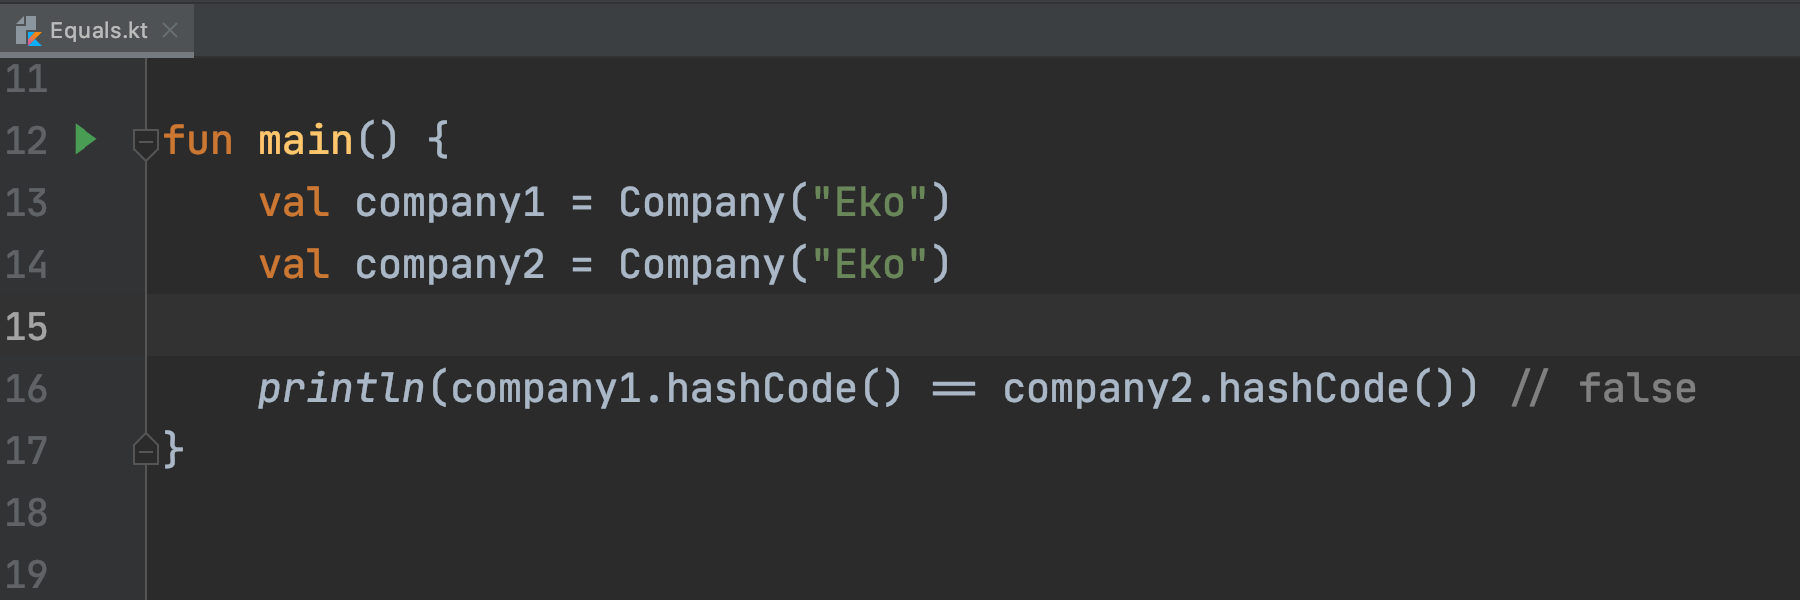 Equals.kt
11
12 fun main() {
13 val company1 = Company("Eko")
14 val company2 = Company("Eko")
15
16 println(company1.hashCode() == company2.hashCode()) // false
17 }
18
19